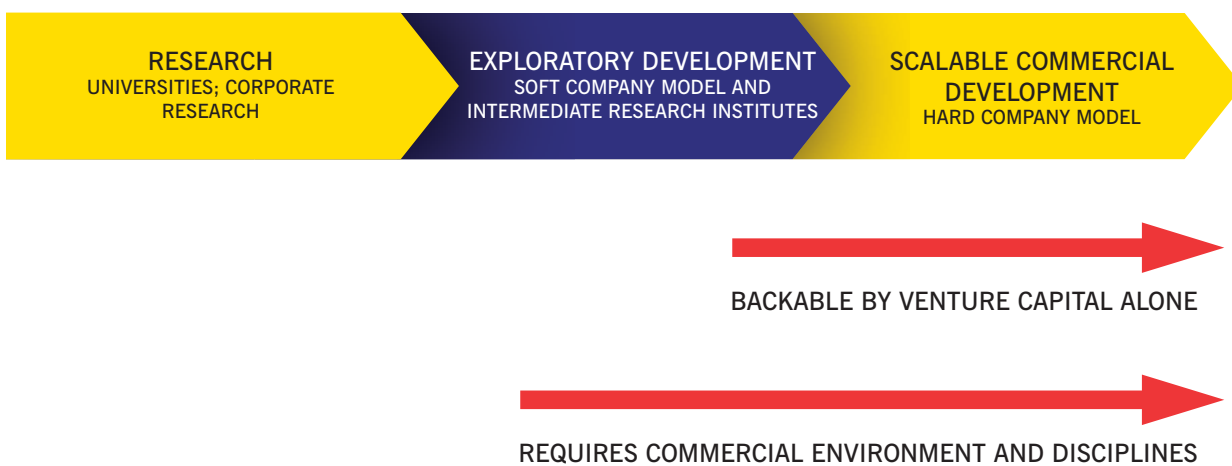 RESEARCH
UNIVERSITIES; CORPORATE
RESEARCH
EXPLORATORY DEVELOPMENT
SOFT COMPANY MODEL AND
INTERMEDIATE RESEARCH INSTITUTES
SCALABLE COMMERCIAL
DEVELOPMENT
HARD COMPANY MODEL
BACKABLE BY VENTURE CAPITAL ALONE
REQUIRES COMMERCIAL ENVIRONMENT AND DISCIPLINES